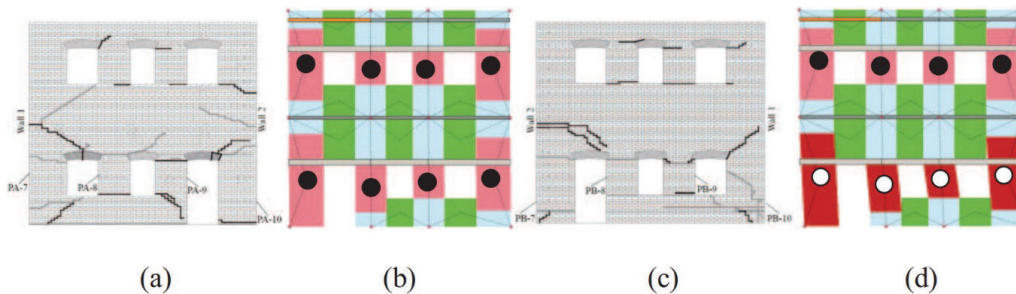 Wall 1
Wall 2
PA-7
PA-8
PA-9
PA-10
Wall 2
Wall 1
PB-7
PB-8
PB-9
PB-10
(a)
(b)
(c)
(d)